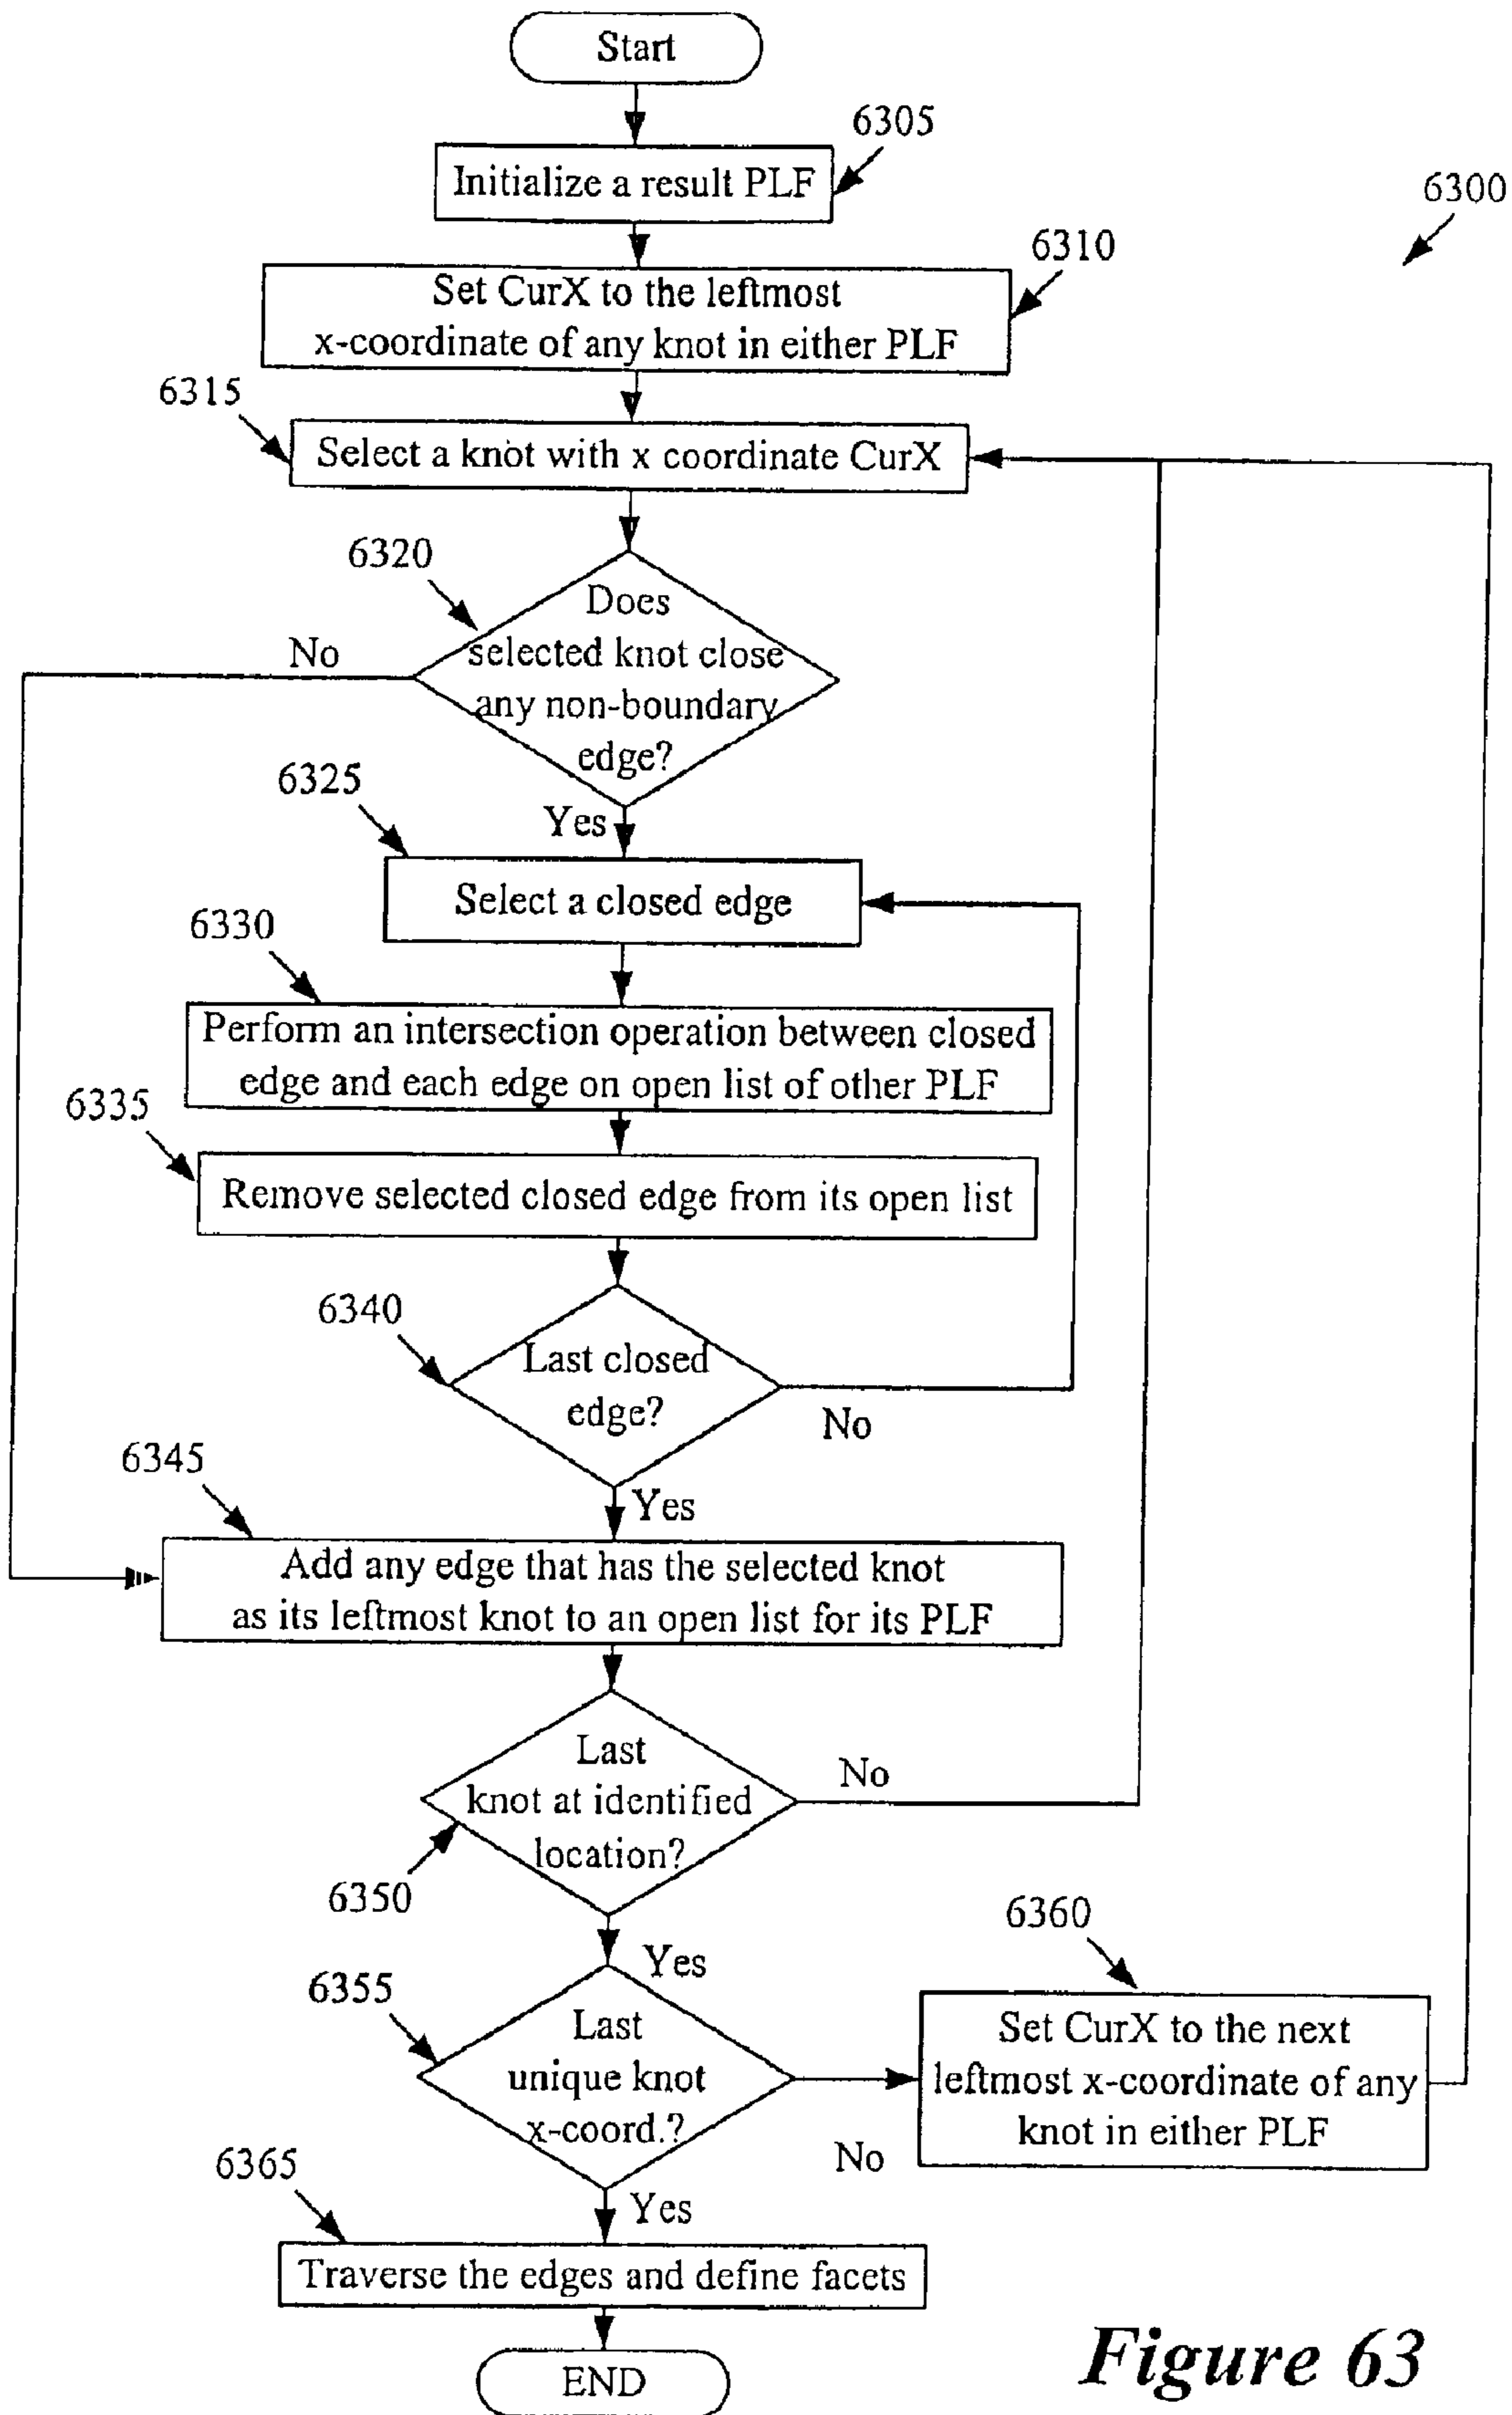 Start
6305
Initialize a result PLF
6300
6310
Set CurX to the leftmost
x-coordinate of any knot in either PLF
6315
Select a knot with x coordinate CurX
6320
Does
selected knot close
any non-boundary
edge?
No
6325
Yes
Select a closed edge
6330
Perform an intersection operation between closed
edge and each edge on open list of other PLF
6335
Remove selected closed edge from its open list
6340
Last closed
edge?
No
6345
Yes
Add any edge that has the selected knot
as its leftmost knot to an open list for its PLF
Last
knot at identified
location?
No
6350
6360
Yes
6355
Last
unique knot
x-coord.?
Set CurX to the next
leftmost x-coordinate of any
knot in either PLF
No
6365
Yes
Traverse the edges and define facets
END
Figure 63